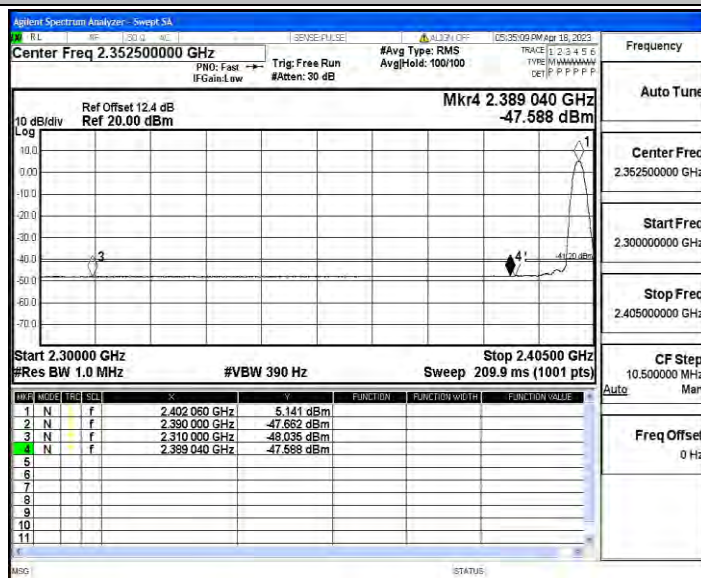 Agilent Spectrum Analyzer - Swept SA
RL RF 50 Ω AC SENSE:PULSE ALIGN OFF 05:35:09 PM Apr 18, 2023
Center Freq 2.352500000 GHz
PNO: Fast
IFGain:Low
Trig: Free Run
#Atten: 30 dB
#Avg Type: RMS
Avg|Hold: 100/100
TRACE 1 2 3 4 5 6
TYPE M WWWWW
DET P P P P P P
Ref Offset 12.4 dB
10 dB/div Ref 20.00 dBm
Log
Mkr4 2.389 040 GHz
-47.588 dBm
10.0
0.00
-10.0
-20.0
-30.0
-40.0
-50.0
-60.0
-70.0
1
3
4
-41.20 dBm
Start 2.30000 GHz Stop 2.40500 GHz
#Res BW 1.0 MHz #VBW 390 Hz Sweep 209.9 ms (1001 pts)
MKR MODE TRC SCL X Y FUNCTION FUNCTION WIDTH FUNCTION VALUE
1 N f 2.402 060 GHz 5.141 dBm
2 N f 2.390 000 GHz -47.662 dBm
3 N f 2.310 000 GHz -48.035 dBm
4 N f 2.389 040 GHz -47.588 dBm
5
6
7
8
9
10
11
MSG STATUS
Frequency
Auto Tune
Center Freq
2.352500000 GHz
Start Freq
2.300000000 GHz
Stop Freq
2.405000000 GHz
CF Step
10.500000 MHz
Auto Man
Freq Offset
0 Hz